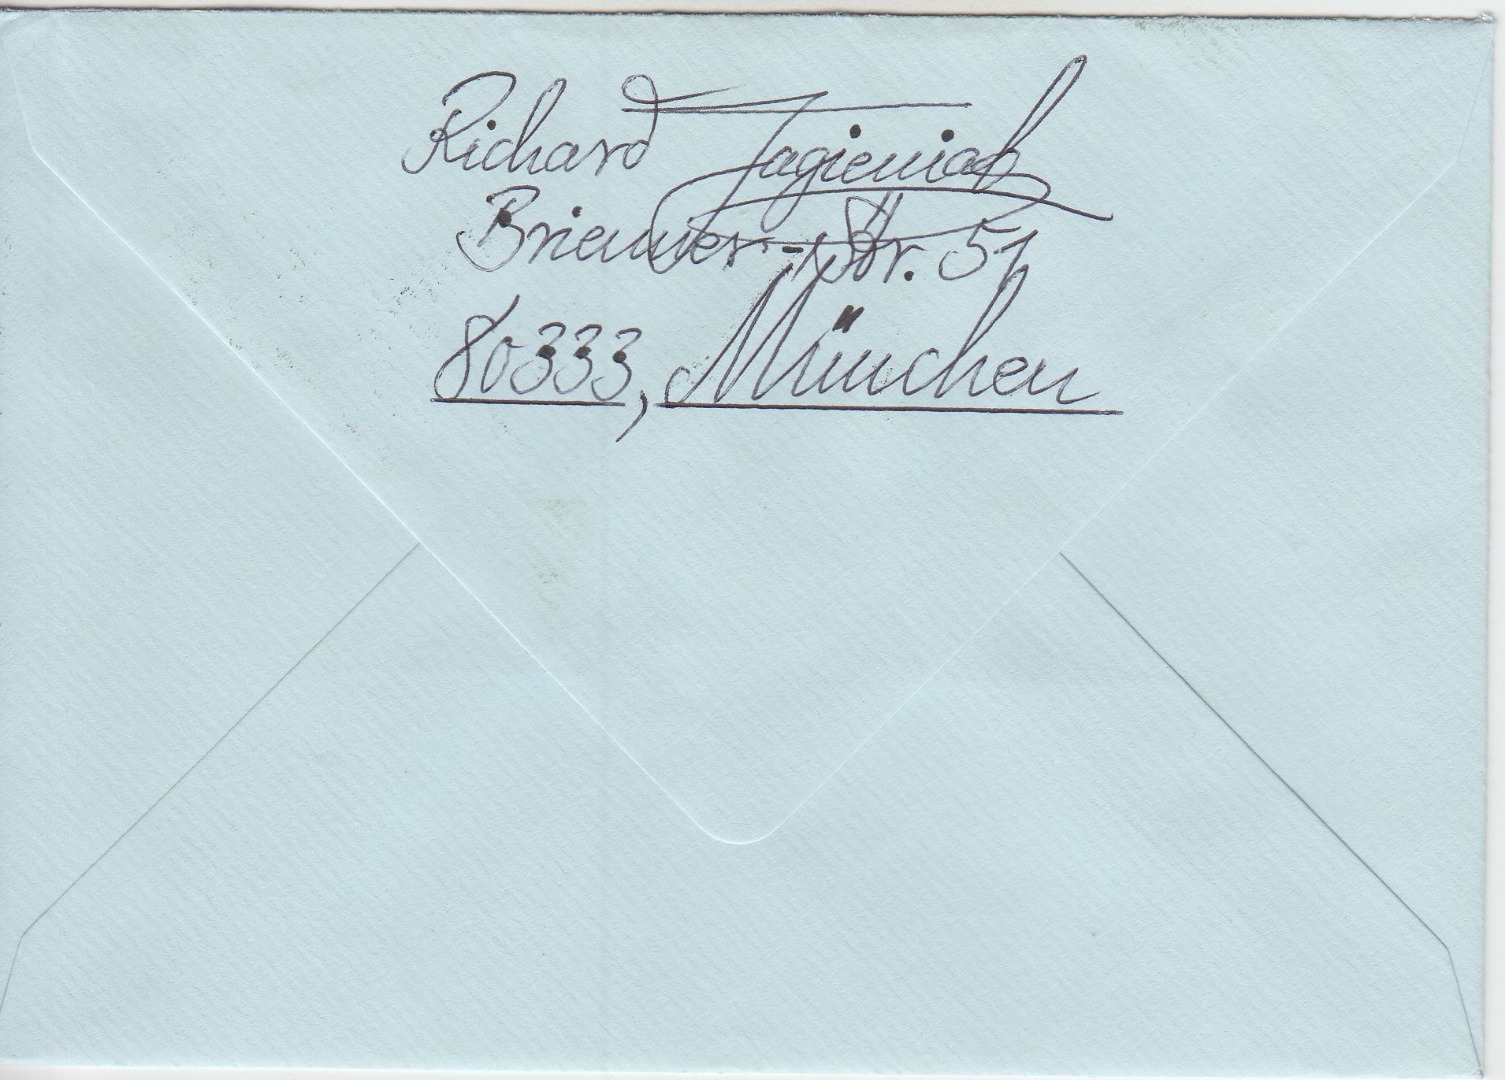 Richard Jagieniak
Brienner-Str. 51
80333, München